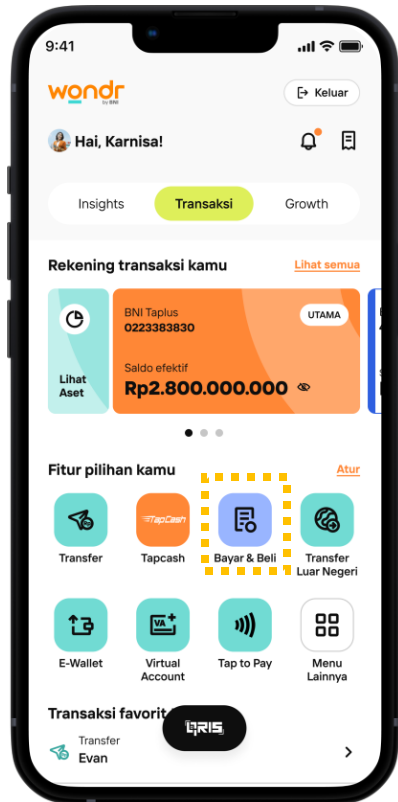 9:41
wondr
by BNI
Keluar
Hai, Karnisa!
Insights
Transaksi
Growth
Rekening transaksi kamu
Lihat semua
Lihat
Aset
BNI Taplus
0223383830
UTAMA
Saldo efektif
Rp2.800.000.000
Fitur pilihan kamu
Atur
TapCash
Transfer
Tapcash
Bayar & Beli
Transfer
Luar Negeri
VA
E-Wallet
Virtual
Account
Tap to Pay
Menu
Lainnya
Transaksi favorit
QRIS
Transfer
Evan